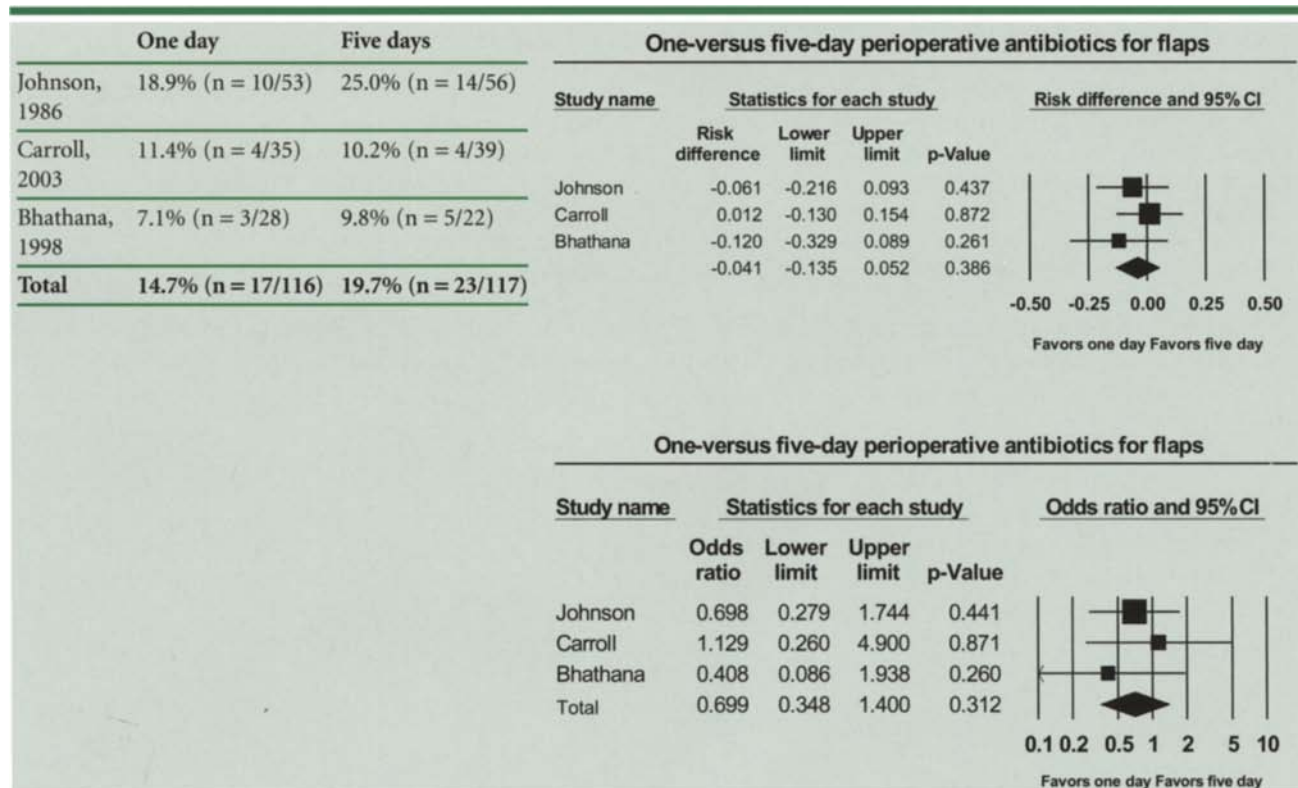 One day Five days
Johnson, 18.9% (n = 10/53) 25.0% (n = 14/56)
1986
Carroll, 11.4% (n = 4/35) 10.2% (n = 4/39)
2003
Bhathana, 7.1% (n = 3/28) 9.8% (n = 5/22)
1998
Total 14.7% (n = 17/116) 19.7% (n = 23/117)
One-versus five-day perioperative antibiotics for flaps
Study name Statistics for each study Risk difference and 95% CI
Risk Lower Upper
difference limit limit p-Value
Johnson -0.061 -0.216 0.093 0.437
Carroll 0.012 -0.130 0.154 0.872
Bhathana -0.120 -0.329 0.089 0.261
-0.041 -0.135 0.052 0.386
-0.50 -0.25 0.00 0.25 0.50
Favors one day Favors five day
One-versus five-day perioperative antibiotics for flaps
Study name Statistics for each study Odds ratio and 95% CI
Odds Lower Upper
ratio limit limit p-Value
Johnson 0.698 0.279 1.744 0.441
Carroll 1.129 0.260 4.900 0.871
Bhathana 0.408 0.086 1.938 0.260
Total 0.699 0.348 1.400 0.312
0.1 0.2 0.5 1 2 5 10
Favors one day Favors five day